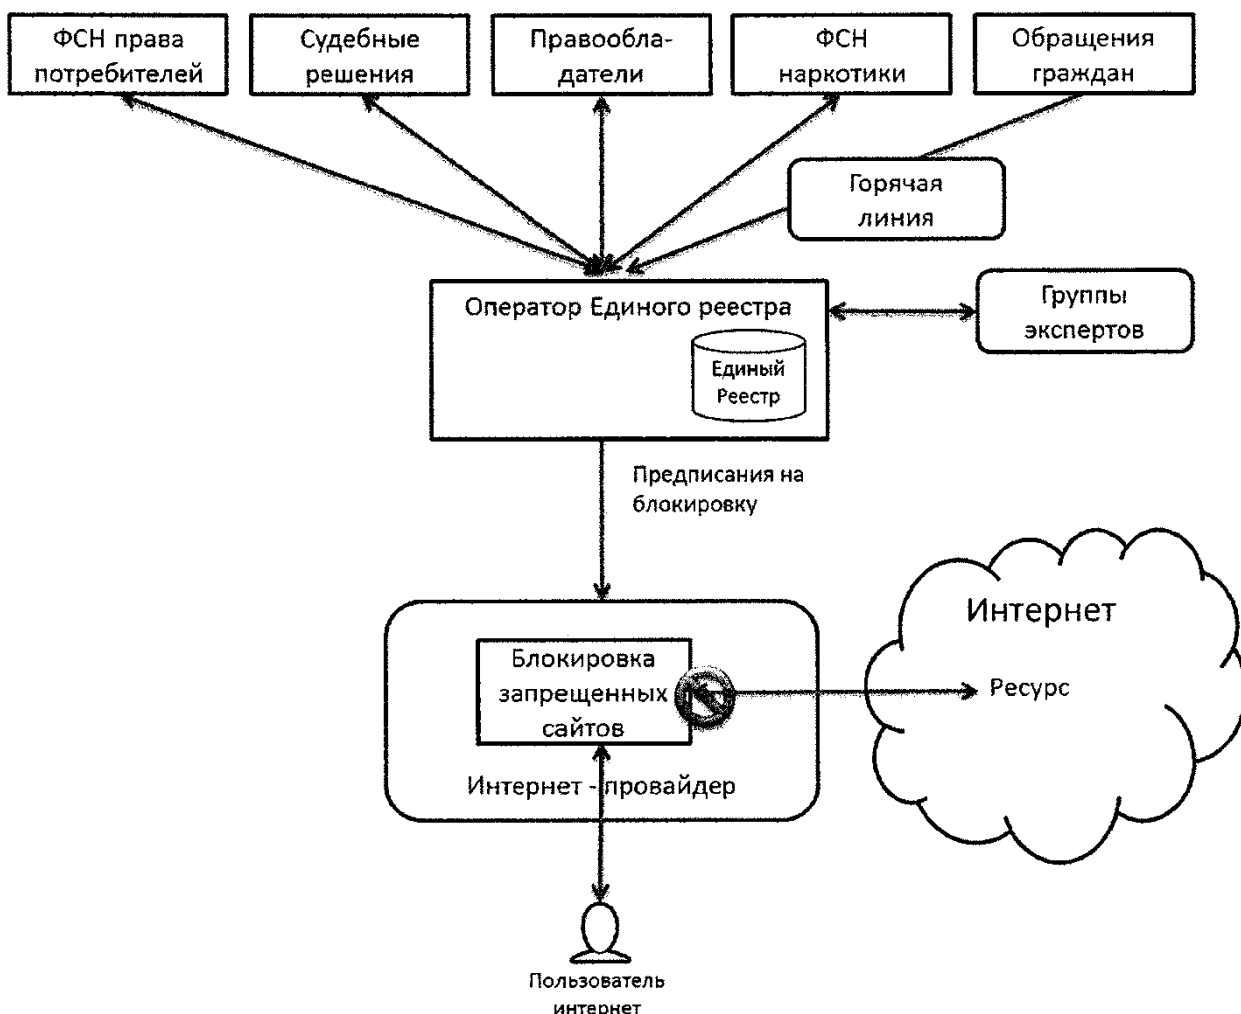 ФСН права
потребителей
Судебные
решения
Правообла-
датели
ФСН
наркотики
Обращения
граждан
Горячая
линия
Оператор Единого реестра
Группы
экспертов
Единый
Реестр
Предписания на
блокировку
Интернет
Блокировка
запрещенных
сайтов
Ресурс
Интернет - провайдер
Пользователь
интернет